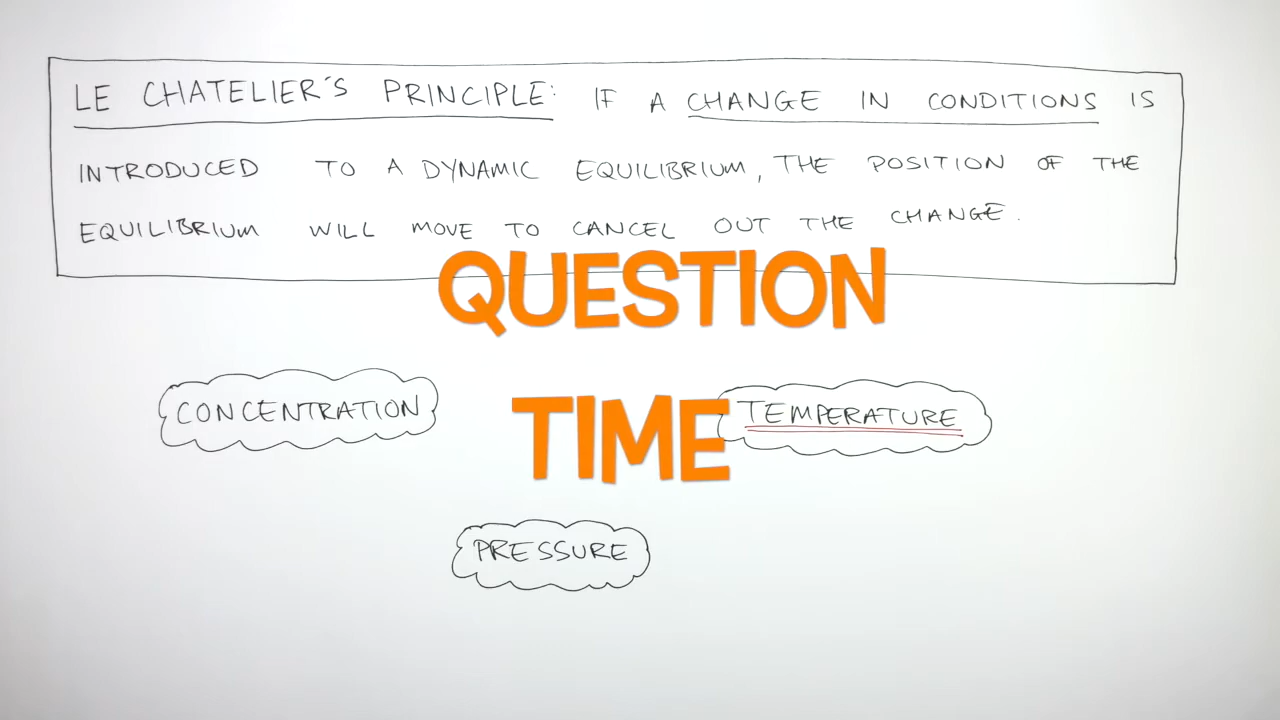 LE CHATELIER'S PRINCIPLE: IF A CHANGE IN CONDITIONS IS
INTRODUCED TO A DYNAMIC EQUILIBRIUM, THE POSITION OF THE
EQUILIBRIUM WILL MOVE TO CANCEL OUT THE CHANGE.
QUESTION
TIME
CONCENTRATION
TEMPERATURE
PRESSURE